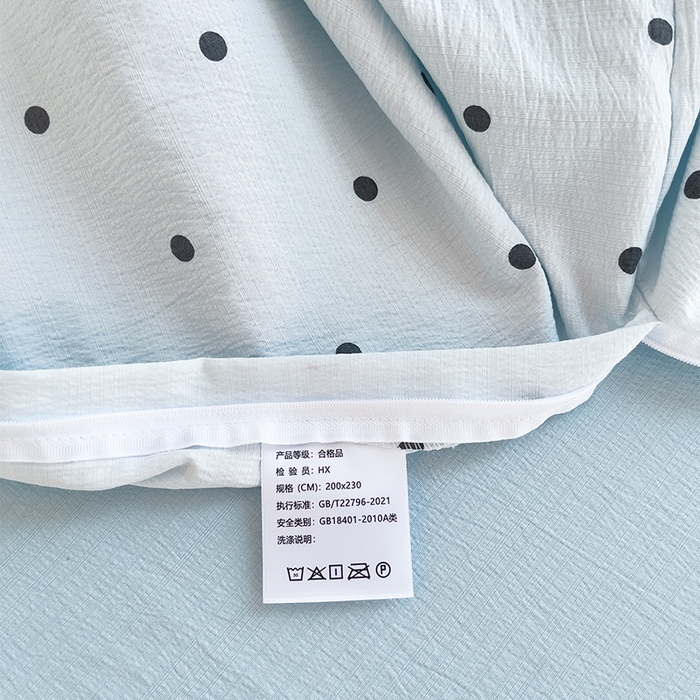 产品等级：合格品
检 验 员：HX
规格 (CM)：200x230
执行标准：GB/T22796-2021
安全类别：GB18401-2010A类
洗涤说明：
30
P